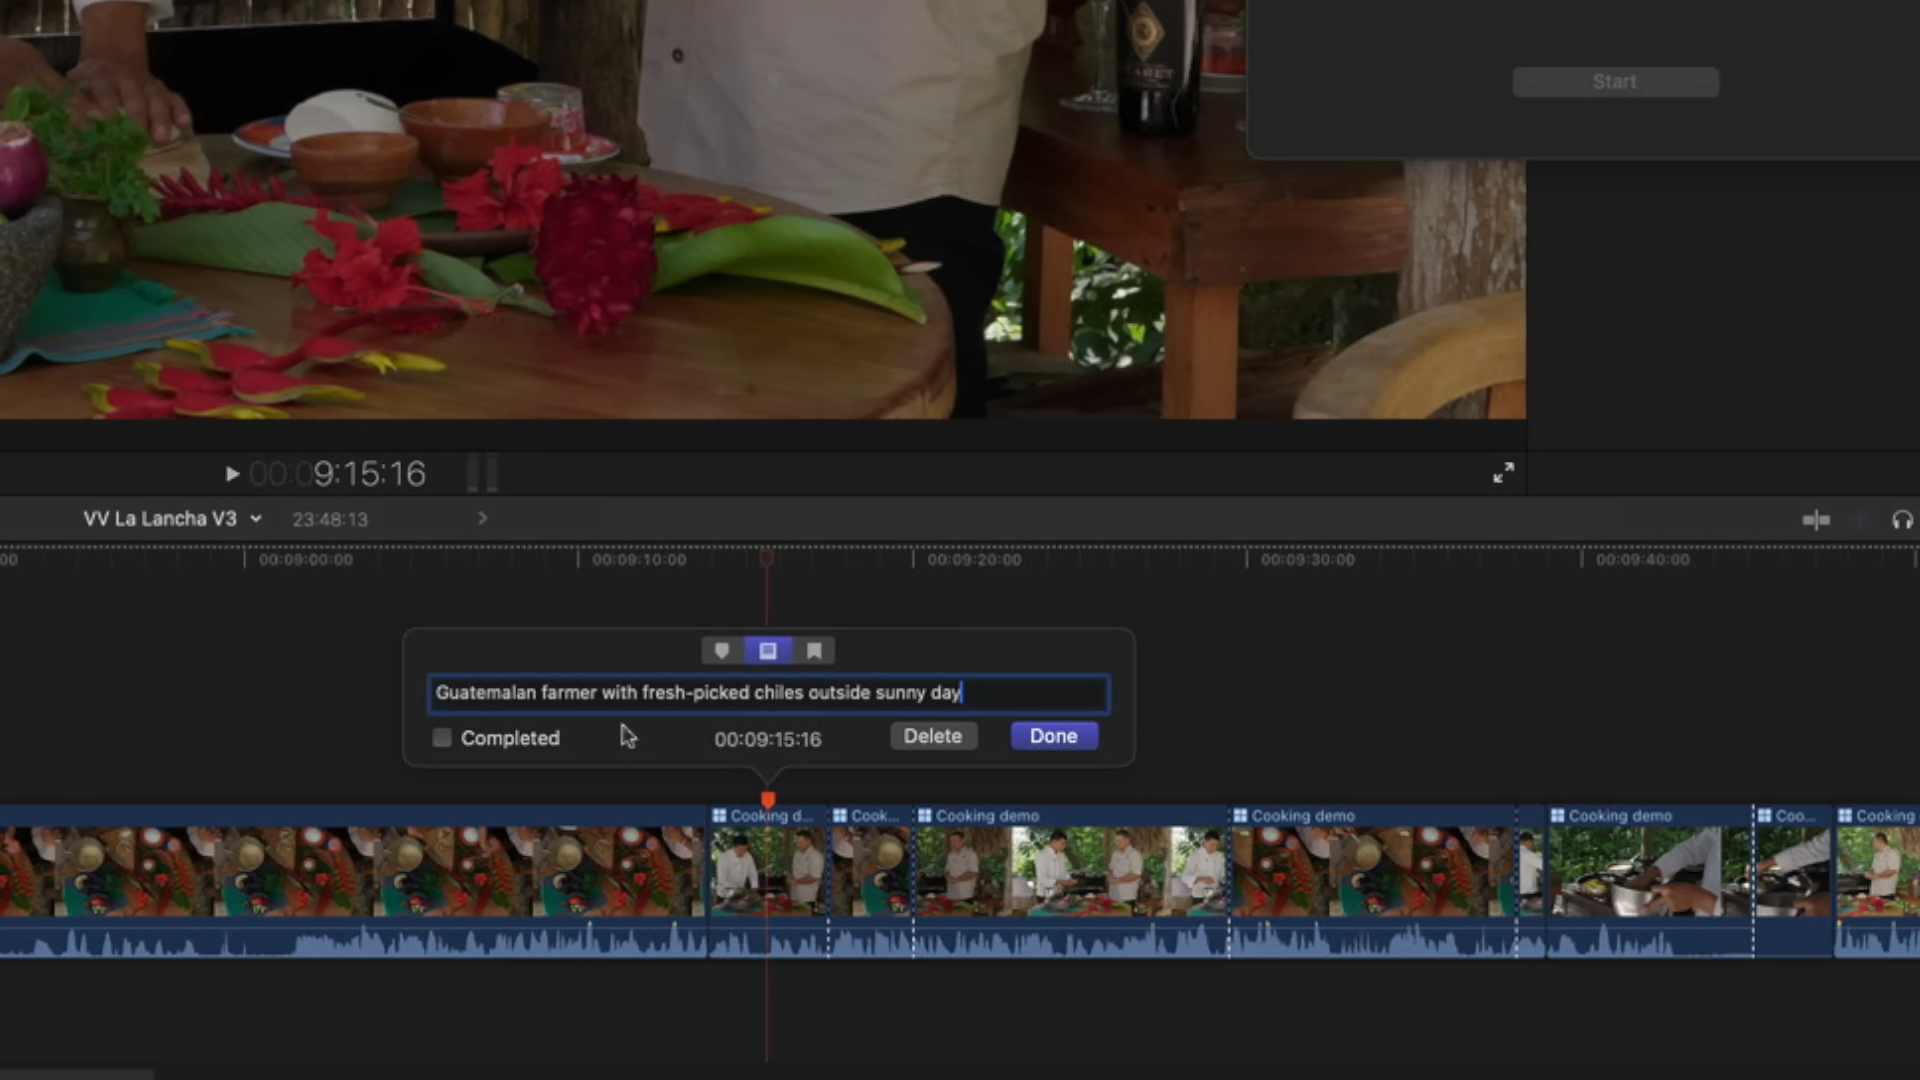 Start
00:09:15:16
VV La Lancha V3
23:48:13
00
00:09:00:00
00:09:10:00
00:09:20:00
00:09:30:00
00:09:40:00
Guatemalan farmer with fresh-picked chiles outside sunny day
Completed
00:09:15:16
Delete
Done
Cooking d...
Cook...
Cooking demo
Cooking demo
Cooking demo
Coo...
Cooking